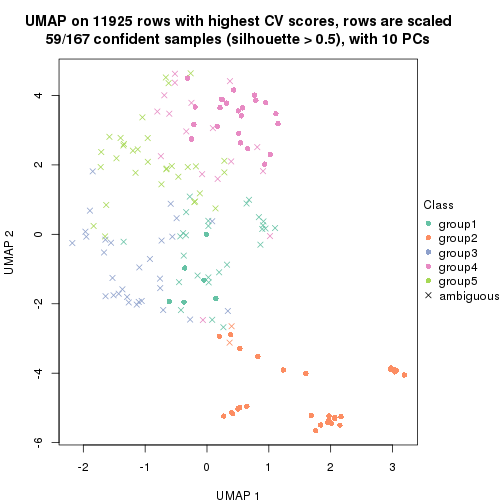 UMAP on 11925 rows with highest CV scores, rows are scaled
59/167 confident samples (silhouette > 0.5), with 10 PCs
4
2
0
-2
-4
-6
UMAP 2
-2
-1
0
1
2
3
UMAP 1
Class
group1
group2
group3
group4
group5
ambiguous